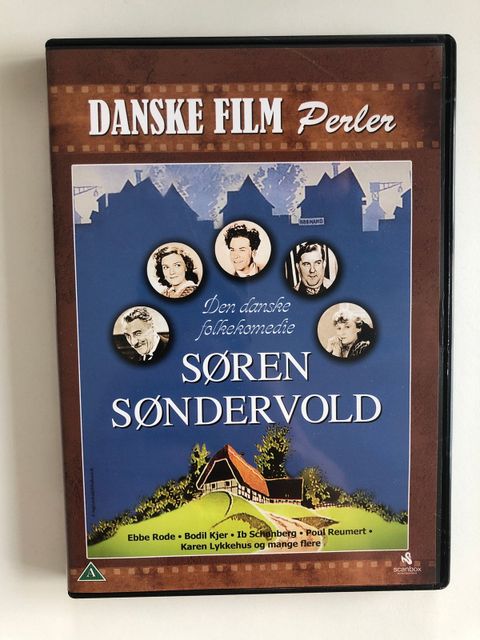 DANSKE FILM Perler
Den danske
folkekomedie
SØREN
SØNDERVOLD
Ebbe Rode • Bodil Kjer • Ib Schønberg • Poul Reumert •
Karen Lykkehus og mange flere
A
scanbox